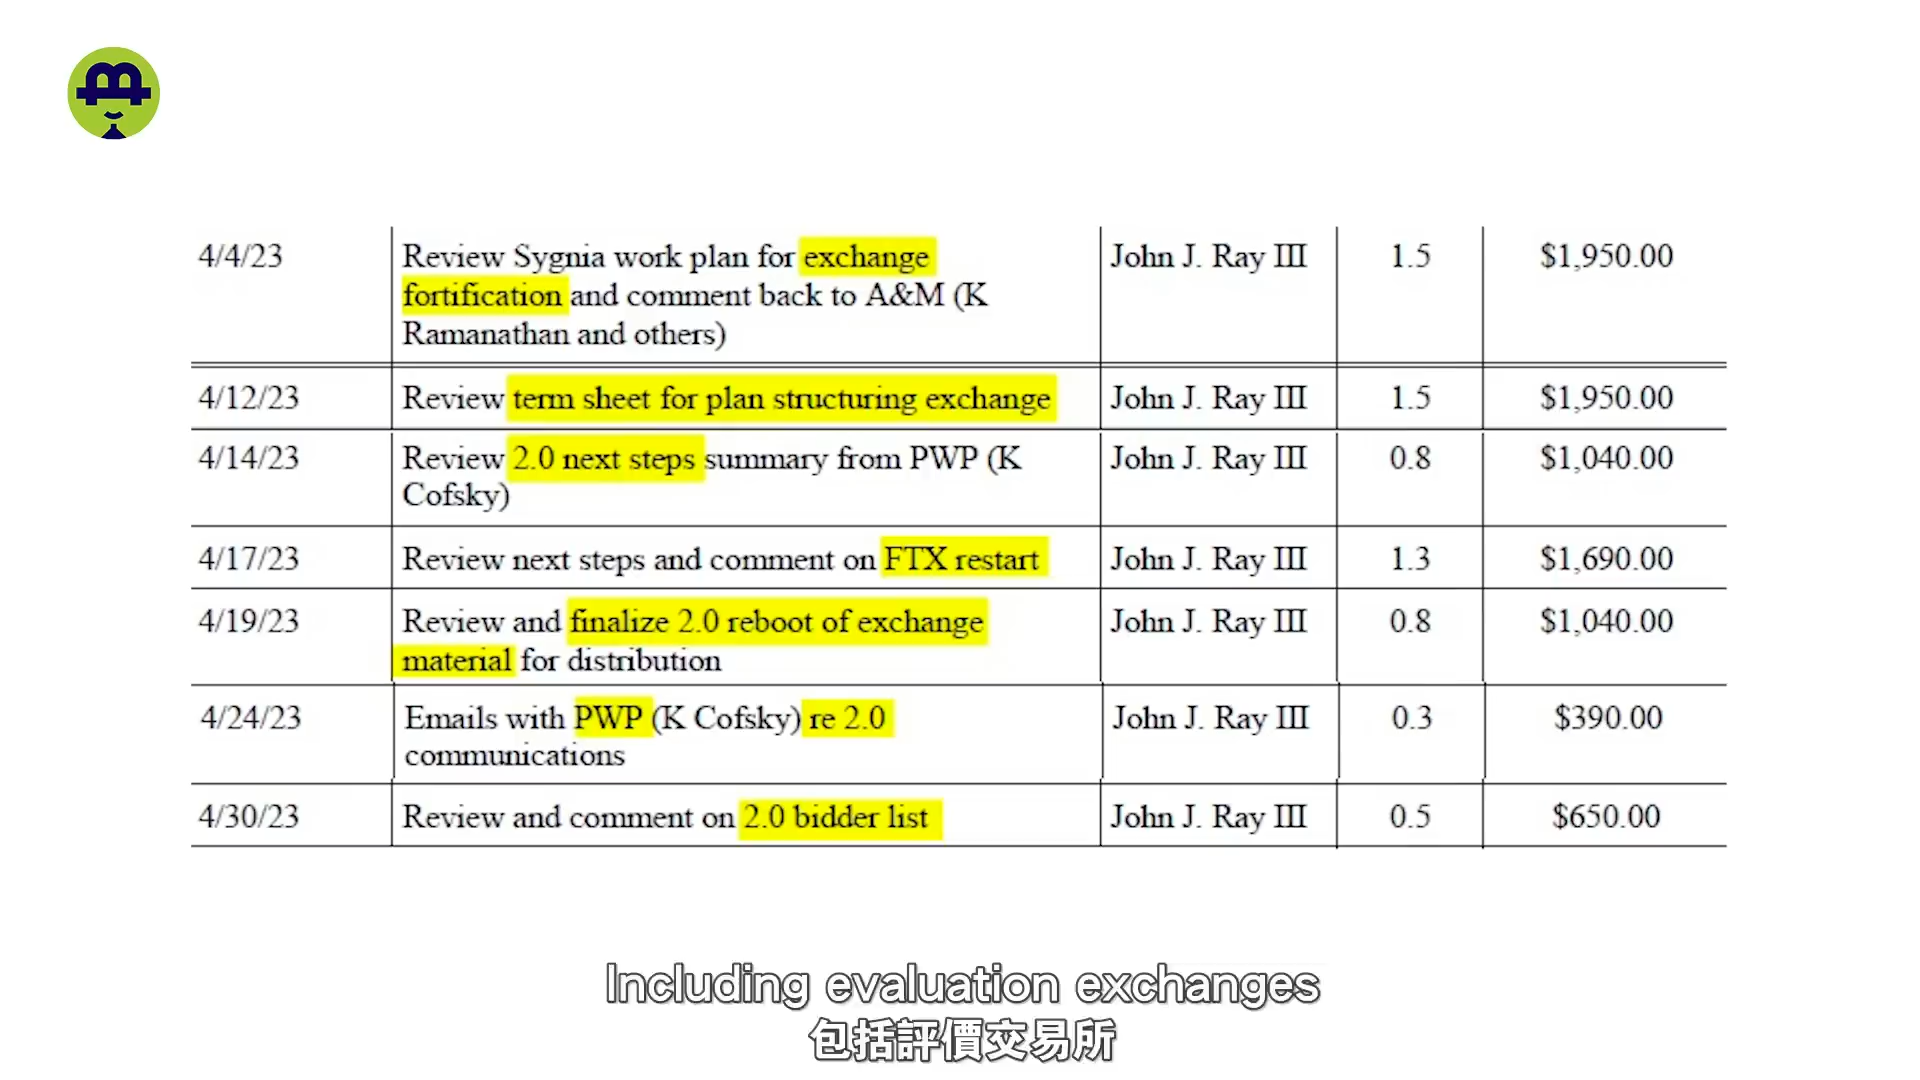 4/4/23 Review Sygnia work plan for exchange John J. Ray III 1.5 $1,950.00
fortification and comment back to A&M (K
Ramanathan and others)
4/12/23 Review term sheet for plan structuring exchange John J. Ray III 1.5 $1,950.00
4/14/23 Review 2.0 next steps summary from PWP (K John J. Ray III 0.8 $1,040.00
Cofsky)
4/17/23 Review next steps and comment on FTX restart John J. Ray III 1.3 $1,690.00
4/19/23 Review and finalize 2.0 reboot of exchange John J. Ray III 0.8 $1,040.00
material for distribution
4/24/23 Emails with PWP (K Cofsky) re 2.0 John J. Ray III 0.3 $390.00
communications
4/30/23 Review and comment on 2.0 bidder list John J. Ray III 0.5 $650.00
Including evaluation exchanges
包括評價交易所